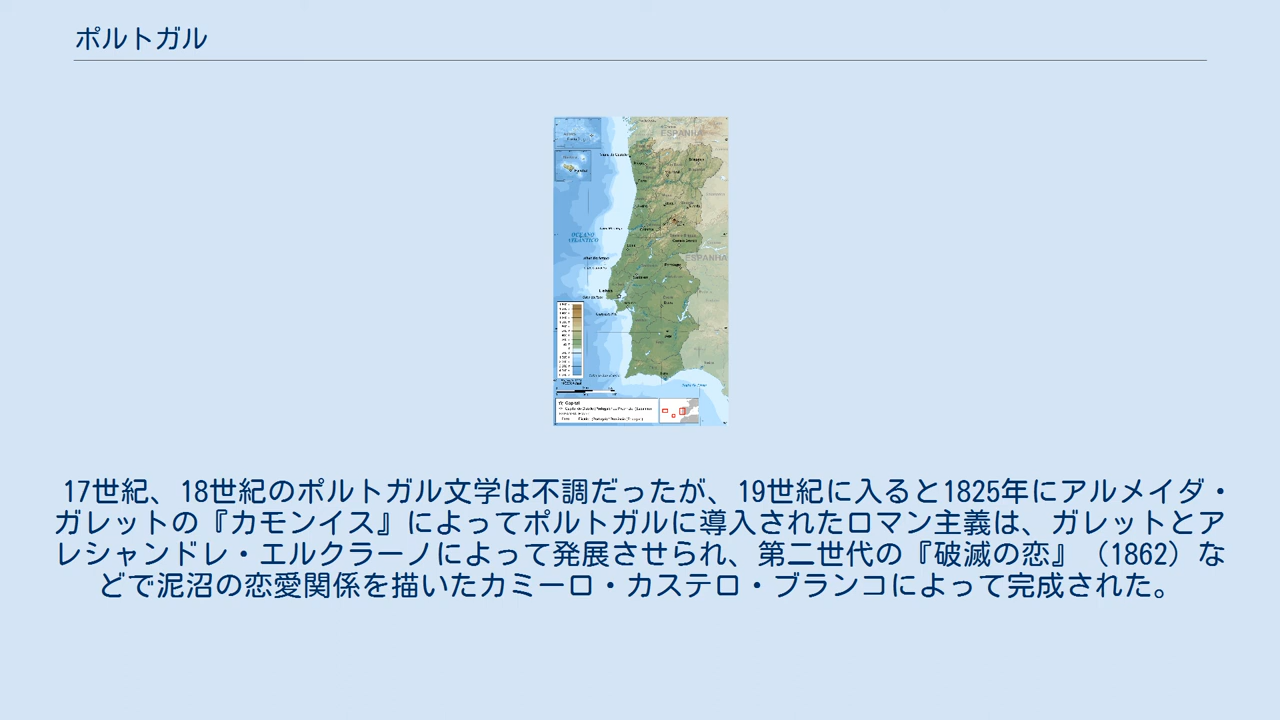 ポルトガル
ESPANHA
OCEANO
ATLÂNTICO
ESPANHA
17世紀、18世紀のポルトガル文学は不調だったが、19世紀に入ると1825年にアルメイダ・
ガレットの『カモンイス』によってポルトガルに導入されたロマン主義は、ガレットとア
レシャンドレ・エルクラーノによって発展させられ、第二世代の『破滅の恋』（1862）な
どで泥沼の恋愛関係を描いたカミーロ・カステロ・ブランコによって完成された。